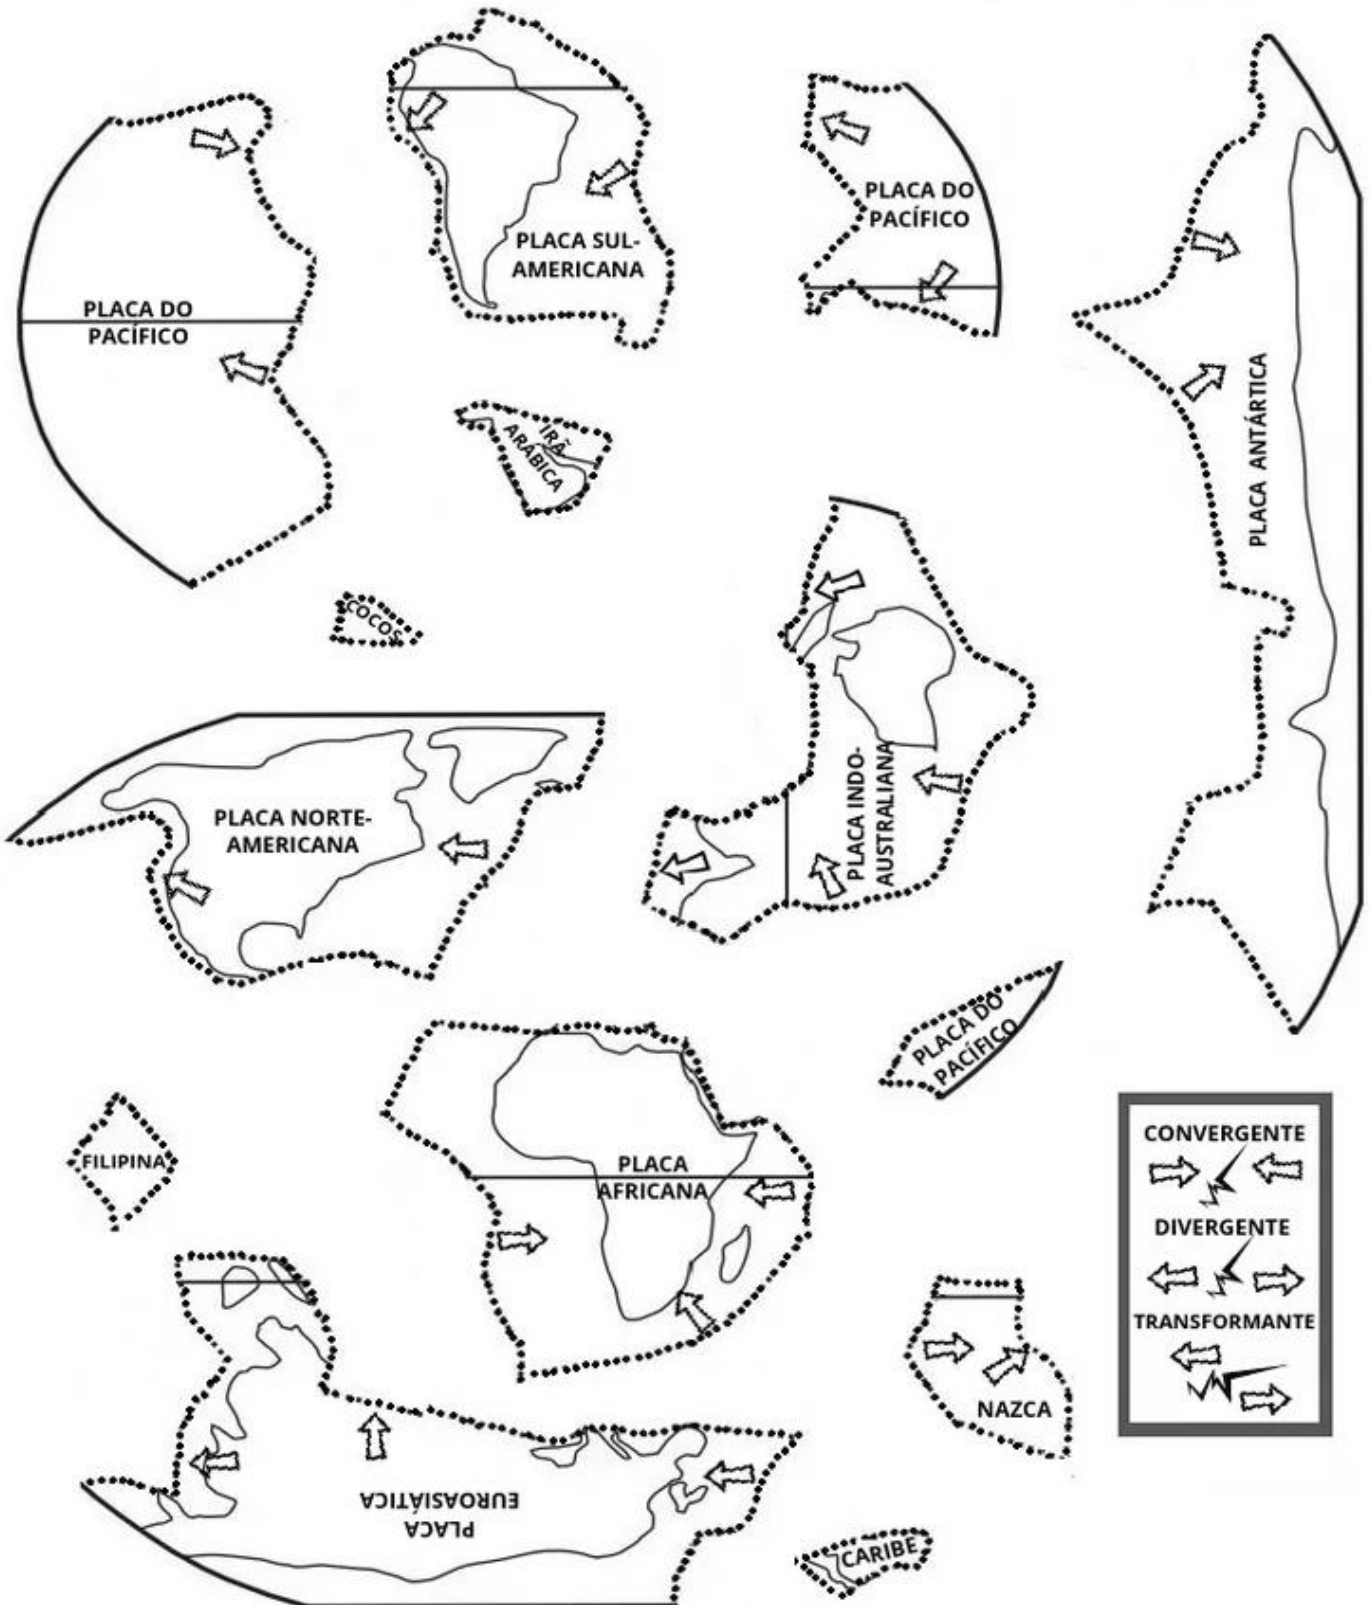 PLACA DO
PACÍFICO
PLACA SUL-
AMERICANA
PLACA DO
PACÍFICO
PLACA ANTÁRTICA
IRÃ
ARÁBICA
COCOS
PLACA NORTE-
AMERICANA
PLACA INDO-
AUSTRALIANA
PLACA DO
PACÍFICO
FILIPINA
PLACA
AFRICANA
CONVERGENTE
DIVERGENTE
TRANSFORMANTE
NAZCA
PLACA
EUROASIÁTICA
CARIBE